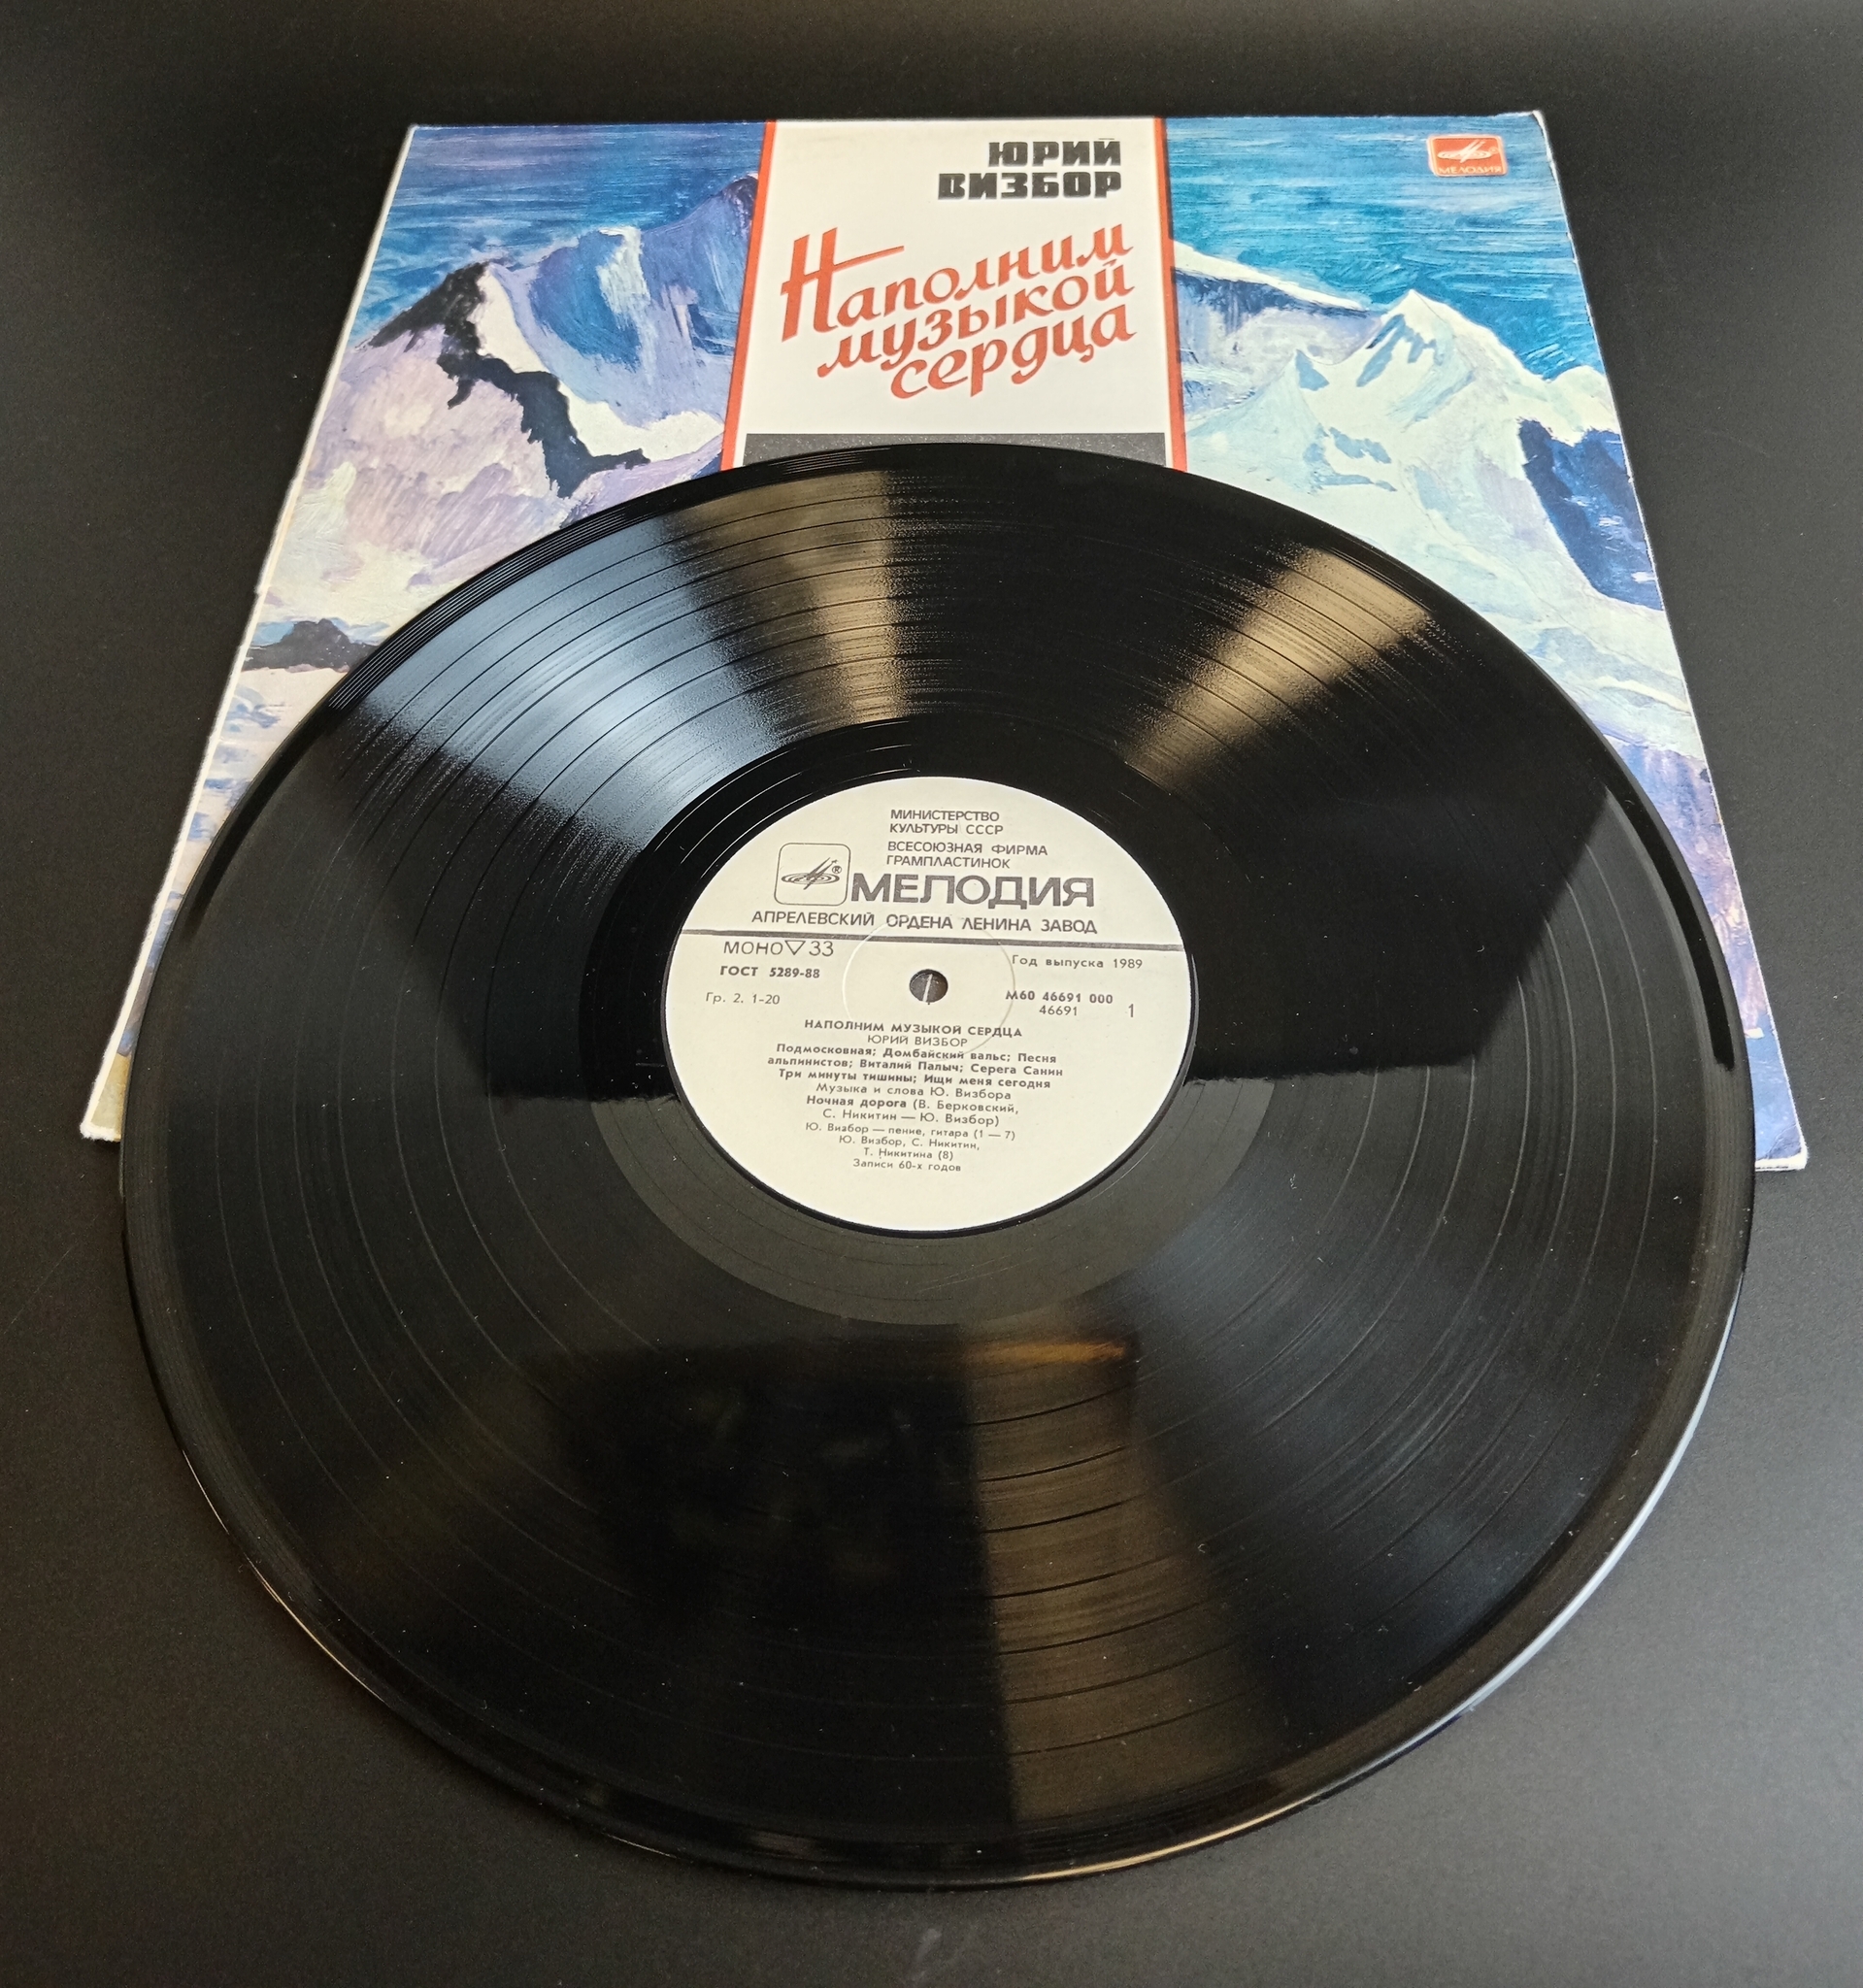 ЮРИЙ
ВИЗБОР
МЕЛОДИЯ
Наполним
музыкой
сердца
МИНИСТЕРСТВО
КУЛЬТУРЫ СССР
ВСЕСОЮЗНАЯ ФИРМА
ГРАМПЛАСТИНОК
МЕЛОДИЯ
АПРЕЛЕВСКИЙ ОРДЕНА ЛЕНИНА ЗАВОД
МОНО ▽ 33
Год выпуска 1989
ГОСТ 5289-88
Гр. 2. 1-20
М60 46691 000
46691 1
НАПОЛНИМ МУЗЫКОЙ СЕРДЦА
ЮРИЙ ВИЗБОР
Подмосковная; Домбайский вальс; Песня
альпинистов; Виталий Палыч; Серега Санин
Три минуты тишины; Ищи меня сегодня
Музыка и слова Ю. Визбора
Ночная дорога (В. Берковский,
С. Никитин — Ю. Визбор)
Ю. Визбор — пение, гитара (1 — 7)
Ю. Визбор, С. Никитин,
Т. Никитина (8)
Записи 60-х годов